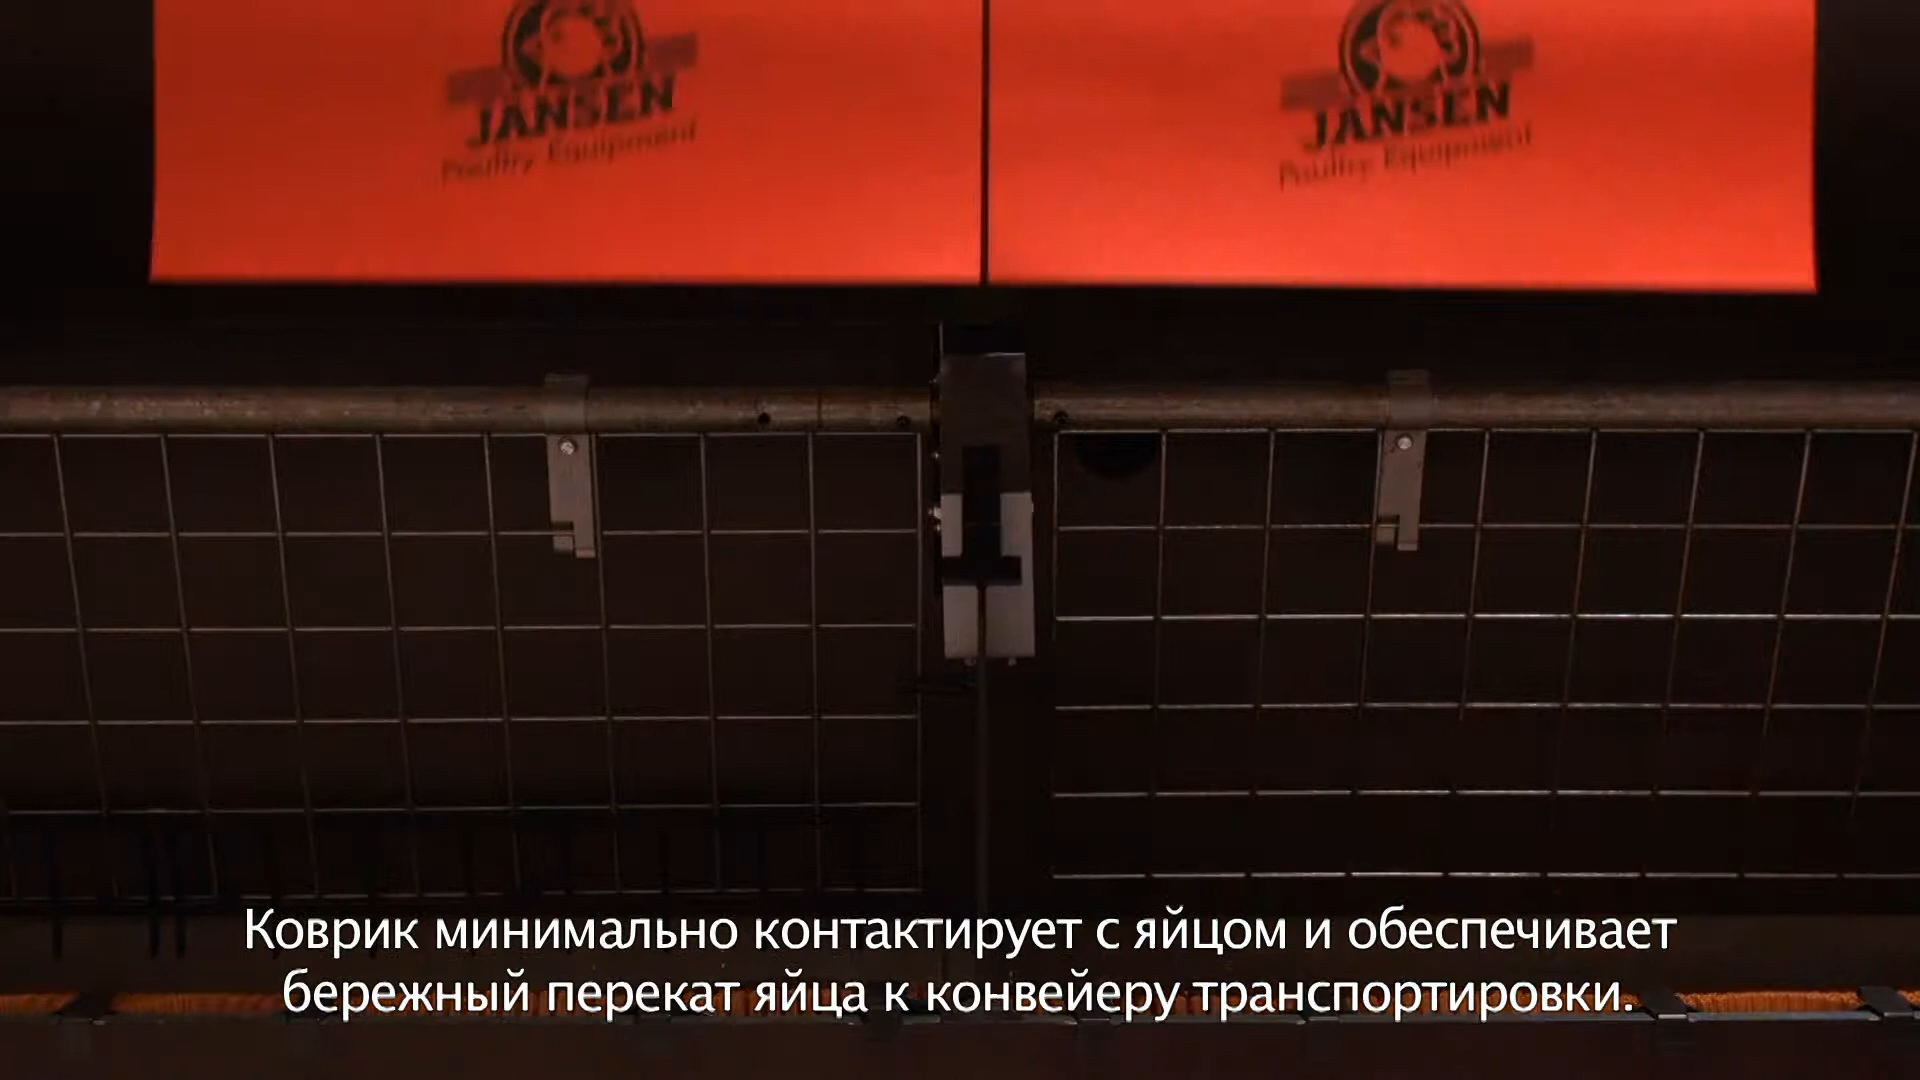 JANSEN
Poultry Equipment
JANSEN
Poultry Equipment
Коврик минимально контактирует с яйцом и обеспечивает
бережный перекат яйца к конвейеру транспортировки.